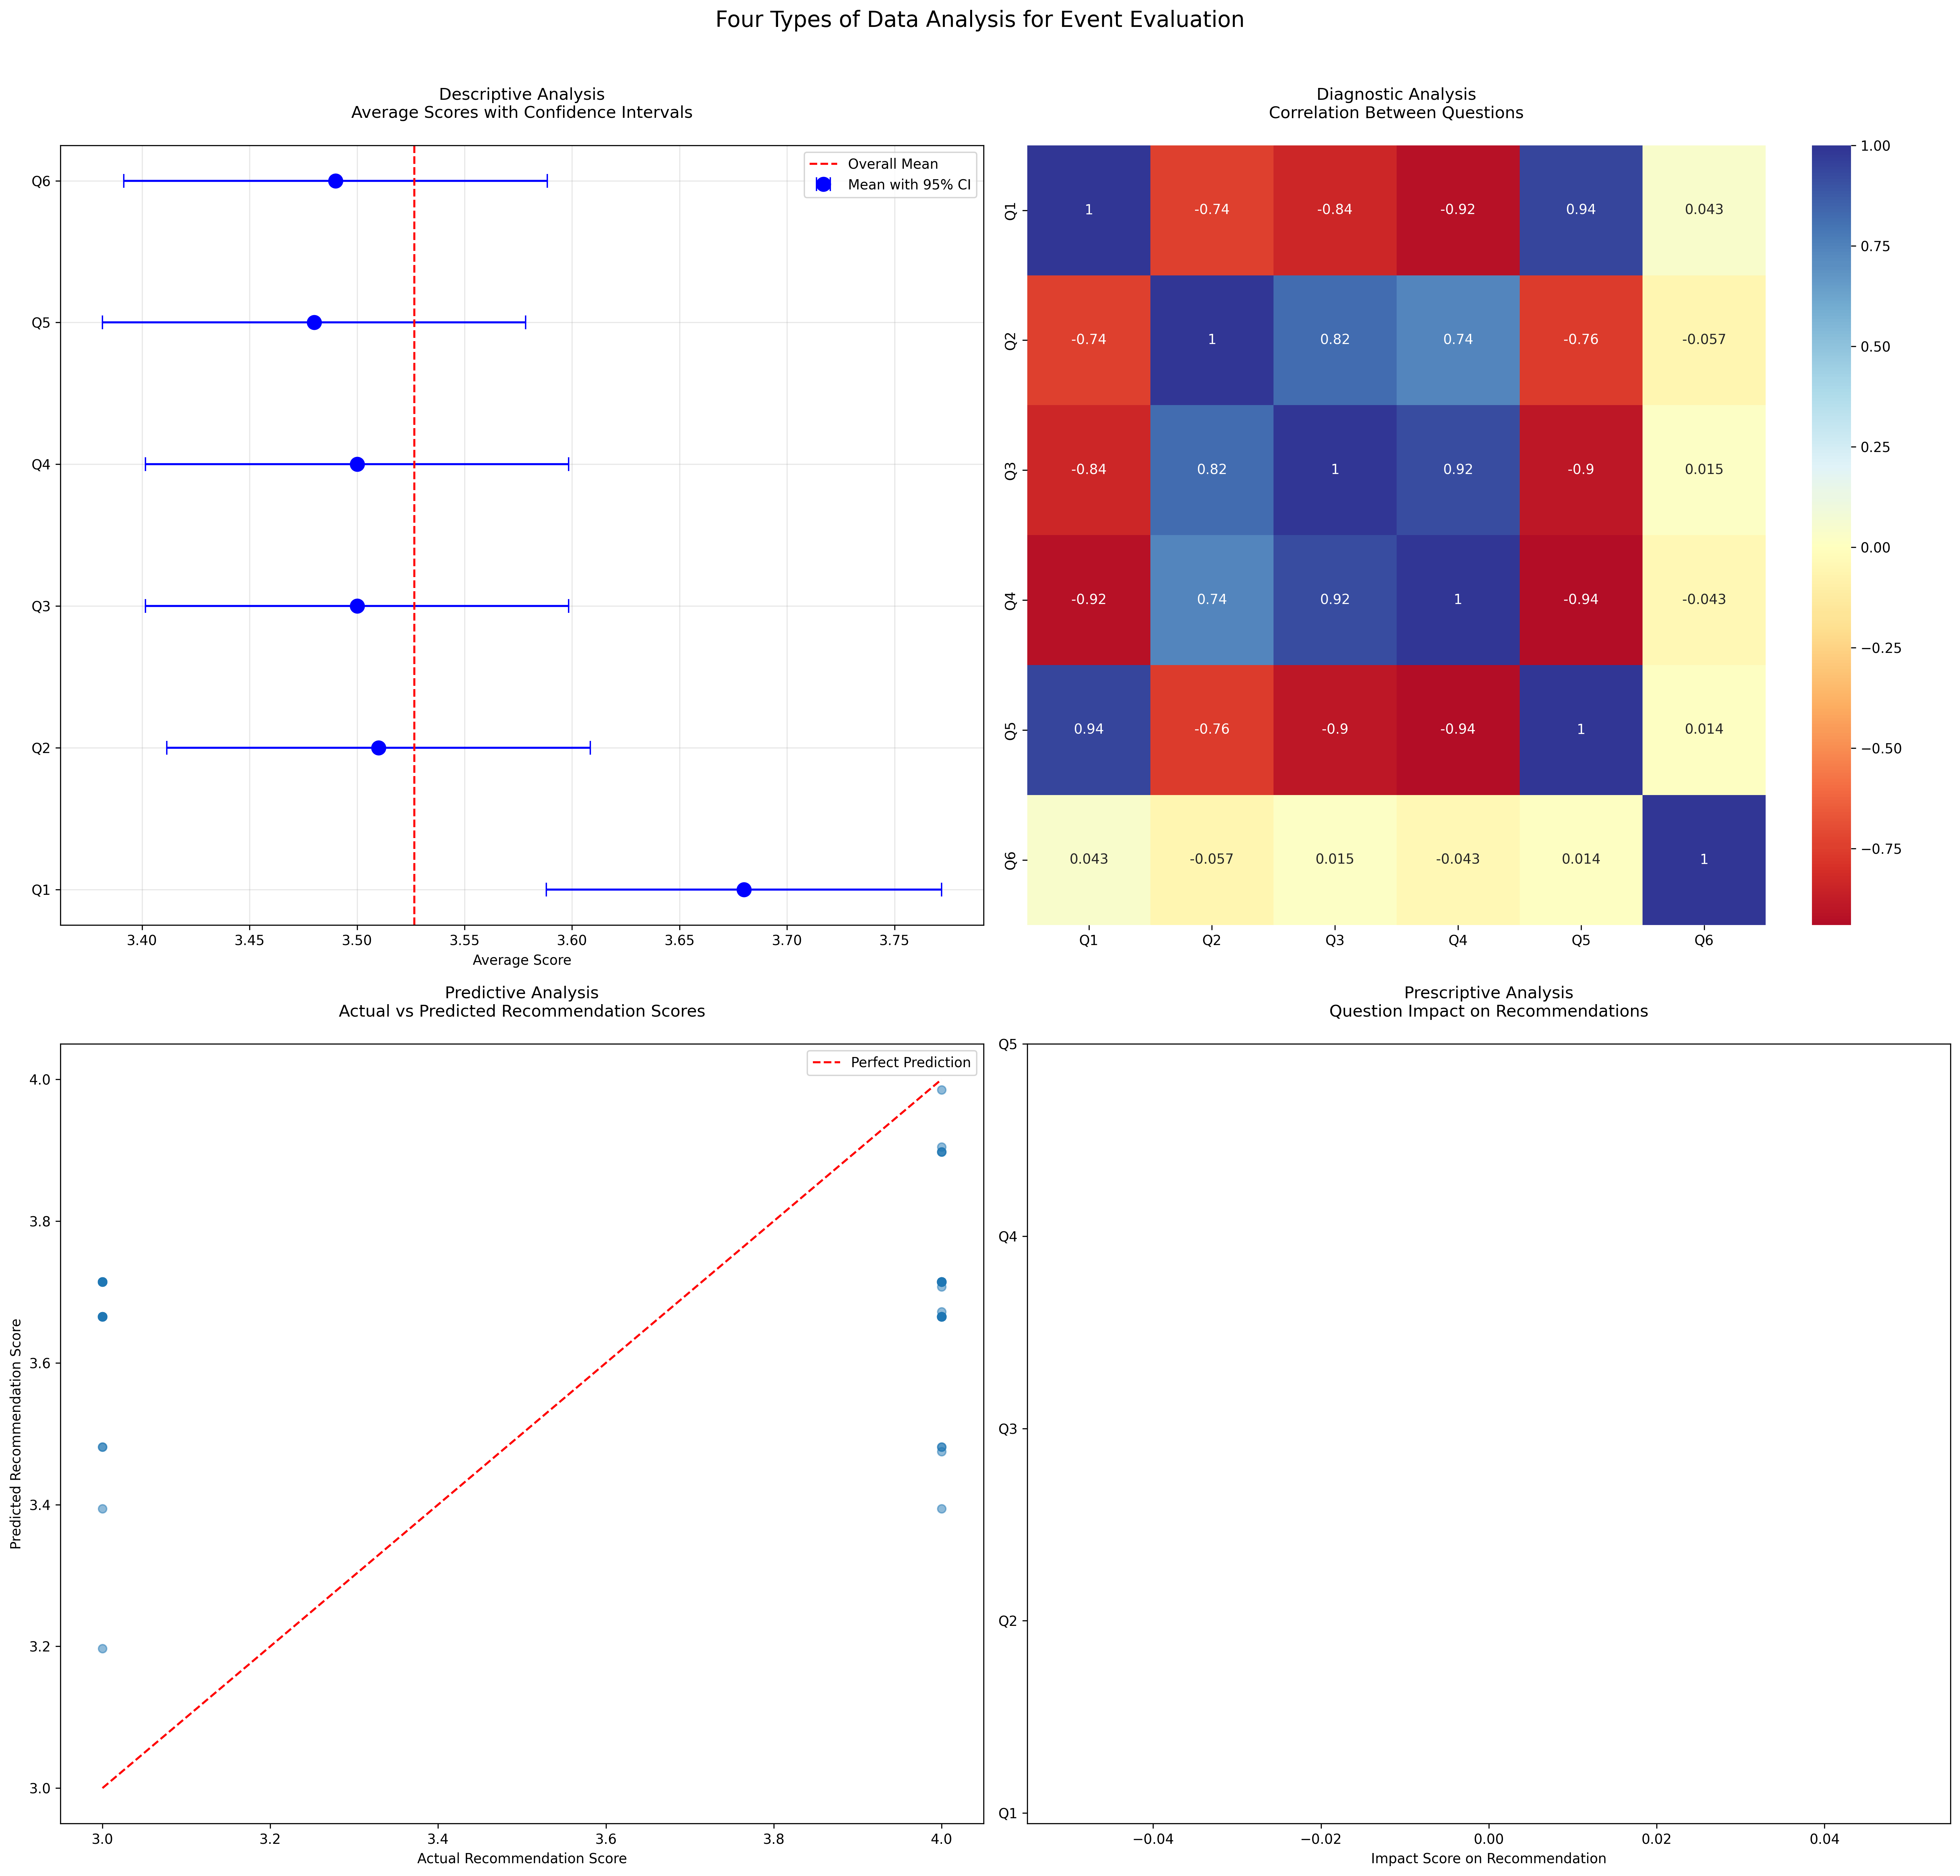 Four Types of Data Analysis for Event Evaluation
Descriptive Analysis
Average Scores with Confidence Intervals
Overall Mean
Mean with 95% CI
Q6
Q5
Q4
Q3
Q2
Q1
3.40 3.45 3.50 3.55 3.60 3.65 3.70 3.75
Average Score
Diagnostic Analysis
Correlation Between Questions
Q1 1 -0.74 -0.84 -0.92 0.94 0.043
Q2 -0.74 1 0.82 0.74 -0.76 -0.057
Q3 -0.84 0.82 1 0.92 -0.9 0.015
Q4 -0.92 0.74 0.92 1 -0.94 -0.043
Q5 0.94 -0.76 -0.9 -0.94 1 0.014
Q6 0.043 -0.057 0.015 -0.043 0.014 1
Q1 Q2 Q3 Q4 Q5 Q6
1.00
0.75
0.50
0.25
0.00
−0.25
−0.50
−0.75
Predictive Analysis
Actual vs Predicted Recommendation Scores
Perfect Prediction
Predicted Recommendation Score
4.0
3.8
3.6
3.4
3.2
3.0
3.0 3.2 3.4 3.6 3.8 4.0
Actual Recommendation Score
Prescriptive Analysis
Question Impact on Recommendations
Q5
Q4
Q3
Q2
Q1
−0.04 −0.02 0.00 0.02 0.04
Impact Score on Recommendation